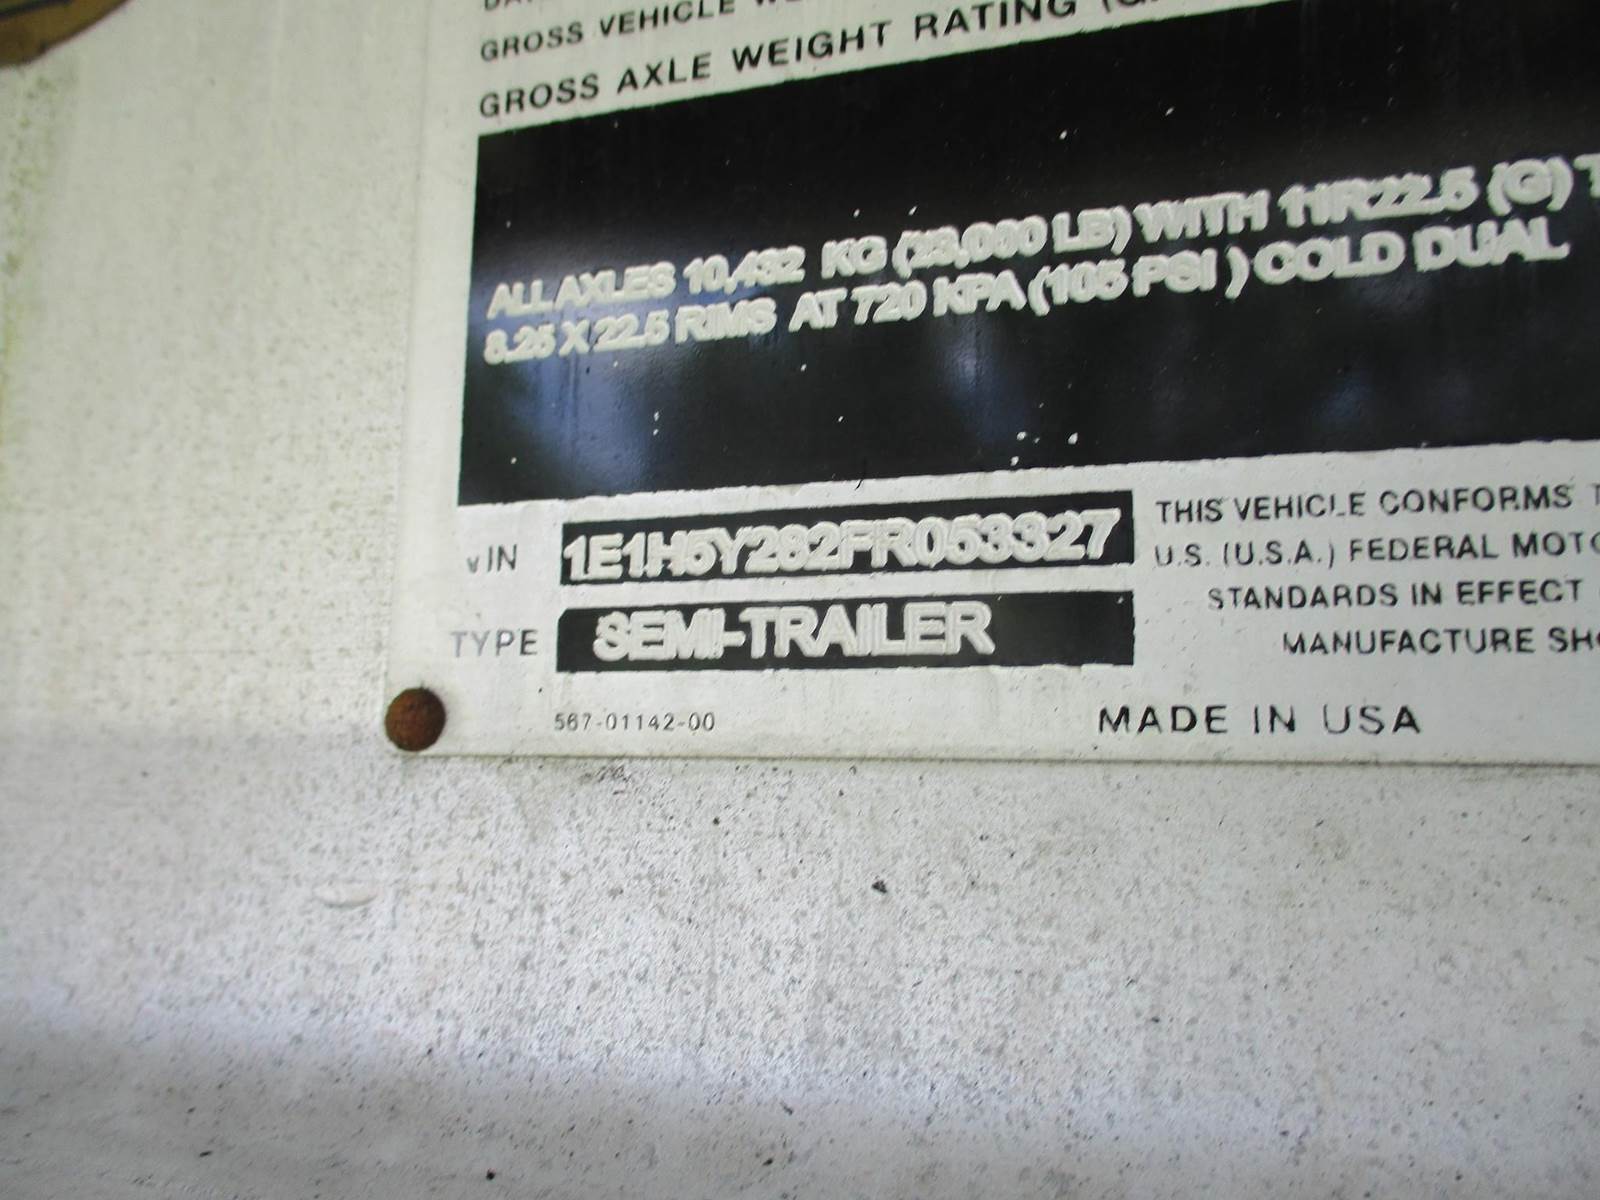 GROSS VEHICLE
GROSS AXLE WEIGHT RATING
ALL AXLES 10,432 KG (23,000 LB) WITH 11R22.5 (G)
8.25 X 22.5 RIMS AT 720 KPA (105 PSI ) COLD DUAL
VIN 1E1H5Y282FR053327
TYPE SEMI-TRAILER
THIS VEHICLE CONFORMS
U.S. (U.S.A.) FEDERAL
STANDARDS IN EFFECT
MANUFACTURE
567-01142-00
MADE IN USA